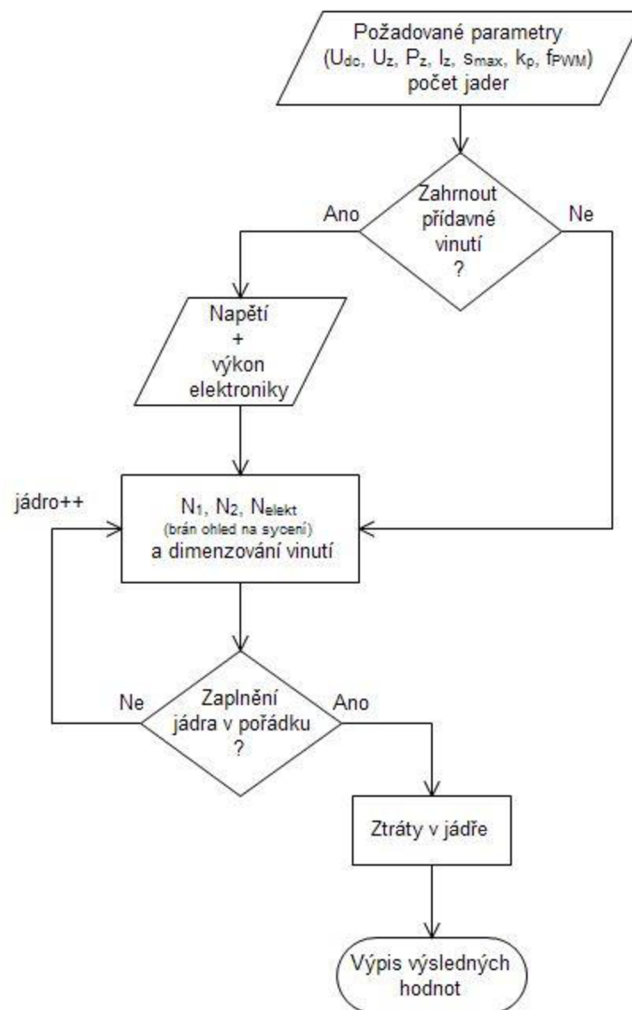 Požadované parametry
(Udc, Uz, Pz, Iz, smax, kp, fPWM)
počet jader
Zahrnout
přídavné
vinutí
?
Ano
Ne
Napětí
+
výkon
elektroniky
jádro++
N1, N2, Nelekt
(brán ohled na sycení)
a dimenzování vinutí
Zaplnění
jádra v pořádku
?
Ne
Ano
Ztráty v jádře
Výpis výsledných
hodnot